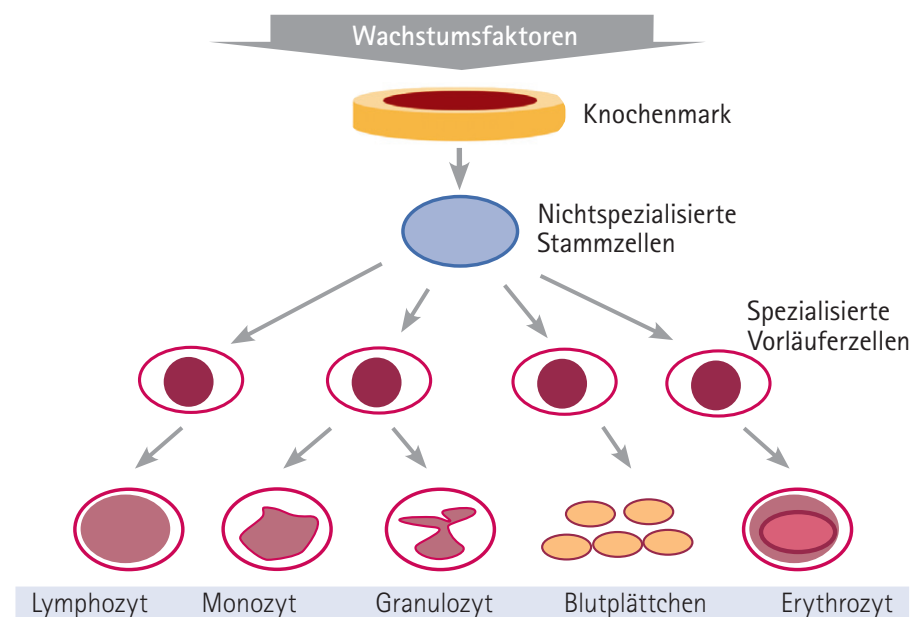 Wachstumsfaktoren
Knochenmark
Nichtspezialisierte
Stammzellen
Spezialisierte
Vorläuferzellen
Lymphozyt Monozyt Granulozyt Blutplättchen Erythrozyt